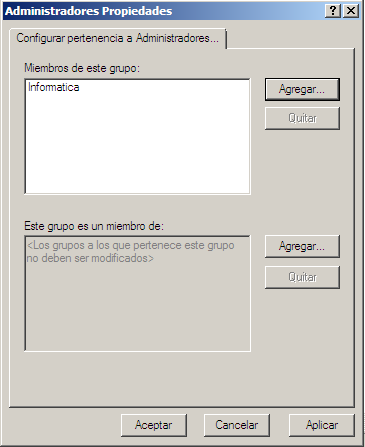 Administradores Propiedades
Configurar pertenencia a Administradores...
Miembros de este grupo:
Informatica
Agregar...
Quitar
Este grupo es un miembro de:
<Los grupos a los que pertenece este grupo
no deben ser modificados>
Agregar...
Quitar
Aceptar
Cancelar
Aplicar